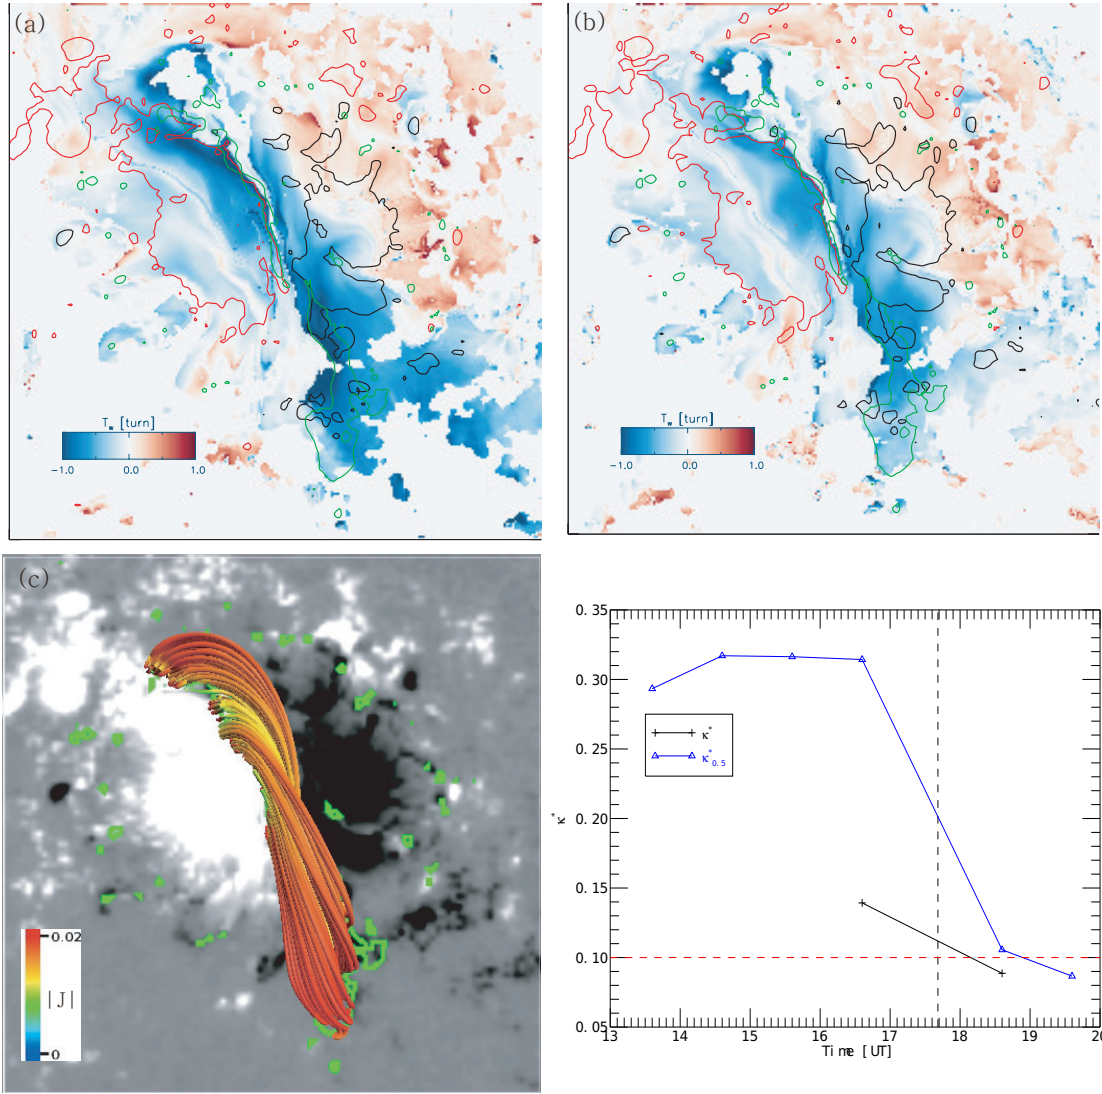 (a)
T_w [turn]
−1.0 0.0 1.0
(b)
T_w [turn]
−1.0 0.0 1.0
(c)
0.02
|J|
0
0.35
0.30
0.25
0.20
0.15
0.10
0.05
κ*
κ*
κ*0.5
13 14 15 16 17 18 19 20
Time [UT]